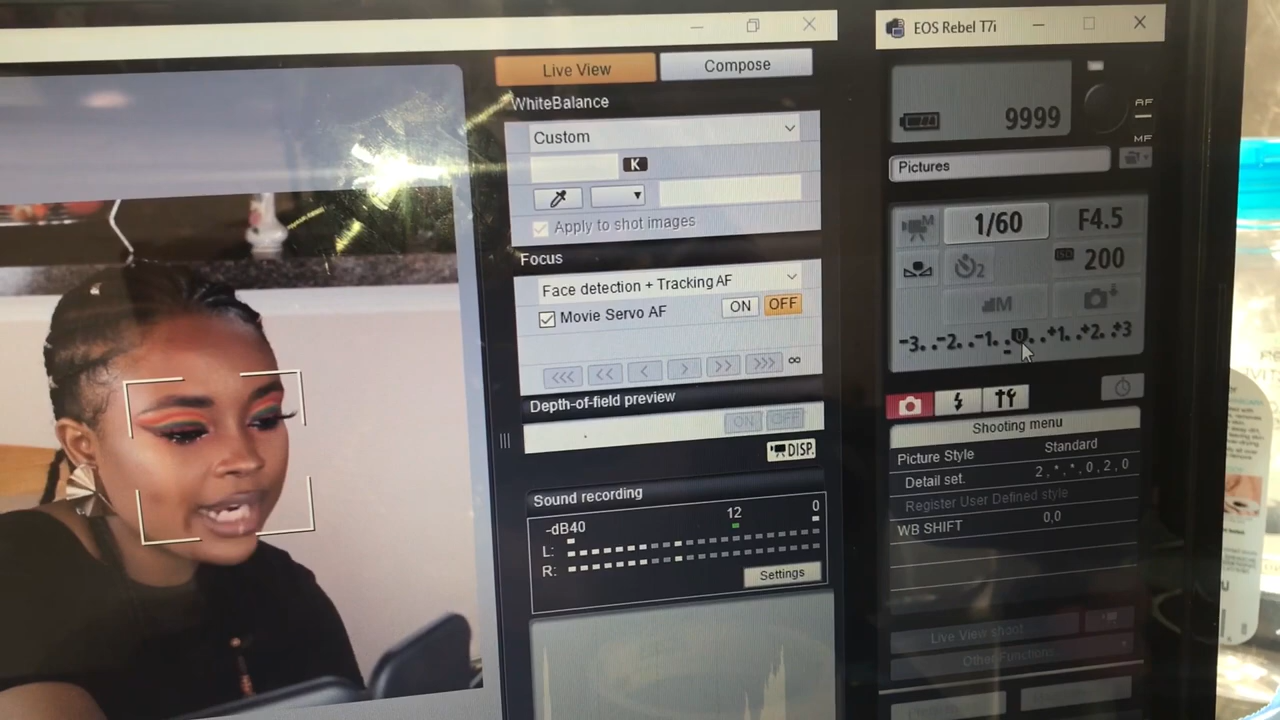 Live View
Compose
WhiteBalance
Custom
K
Apply to shot images
Focus
Face detection + Tracking AF
Movie Servo AF
ON
OFF
<<<
<<
<
>
>>
>>>
∞
Depth-of-field preview
ON
OFF
DISP.
Sound recording
-dB40
12
0
L:
R:
Settings
EOS Rebel T7i
9999
AF
MF
Pictures
M
1/60
F4.5
2
ISO
200
M
-3. .-2. .-1. .0. .+1. .+2. .+3
Shooting menu
Picture Style
Standard
Detail set.
2,*,*,0,2,0
Register User Defined style
WB SHIFT
0,0
Live View shoot
Other Functions